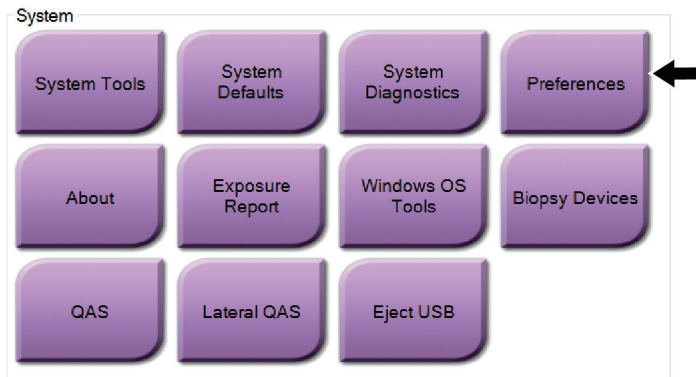 System
System Tools
System
Defaults
System
Diagnostics
Preferences
About
Exposure
Report
Windows OS
Tools
Biopsy Devices
QAS
Lateral QAS
Eject USB